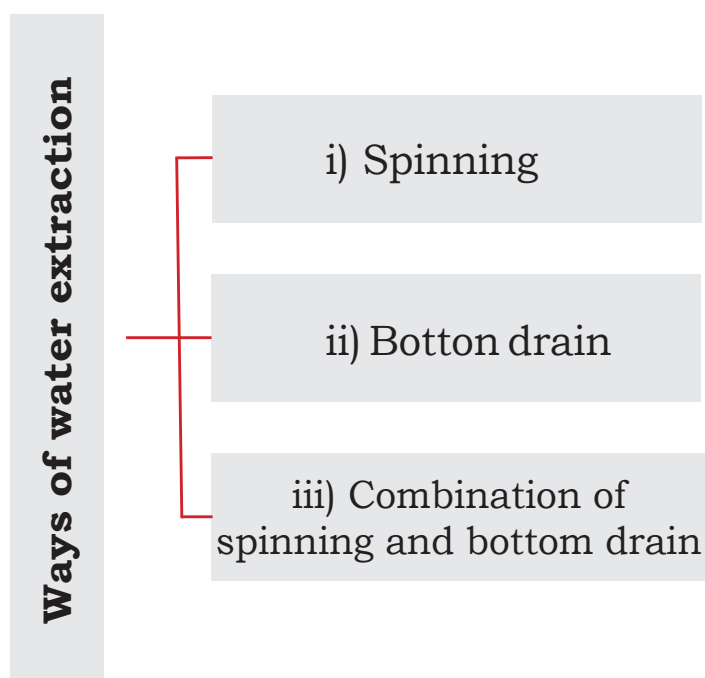 Ways of water extraction
i) Spinning
ii) Botton drain
iii) Combination of
spinning and bottom drain